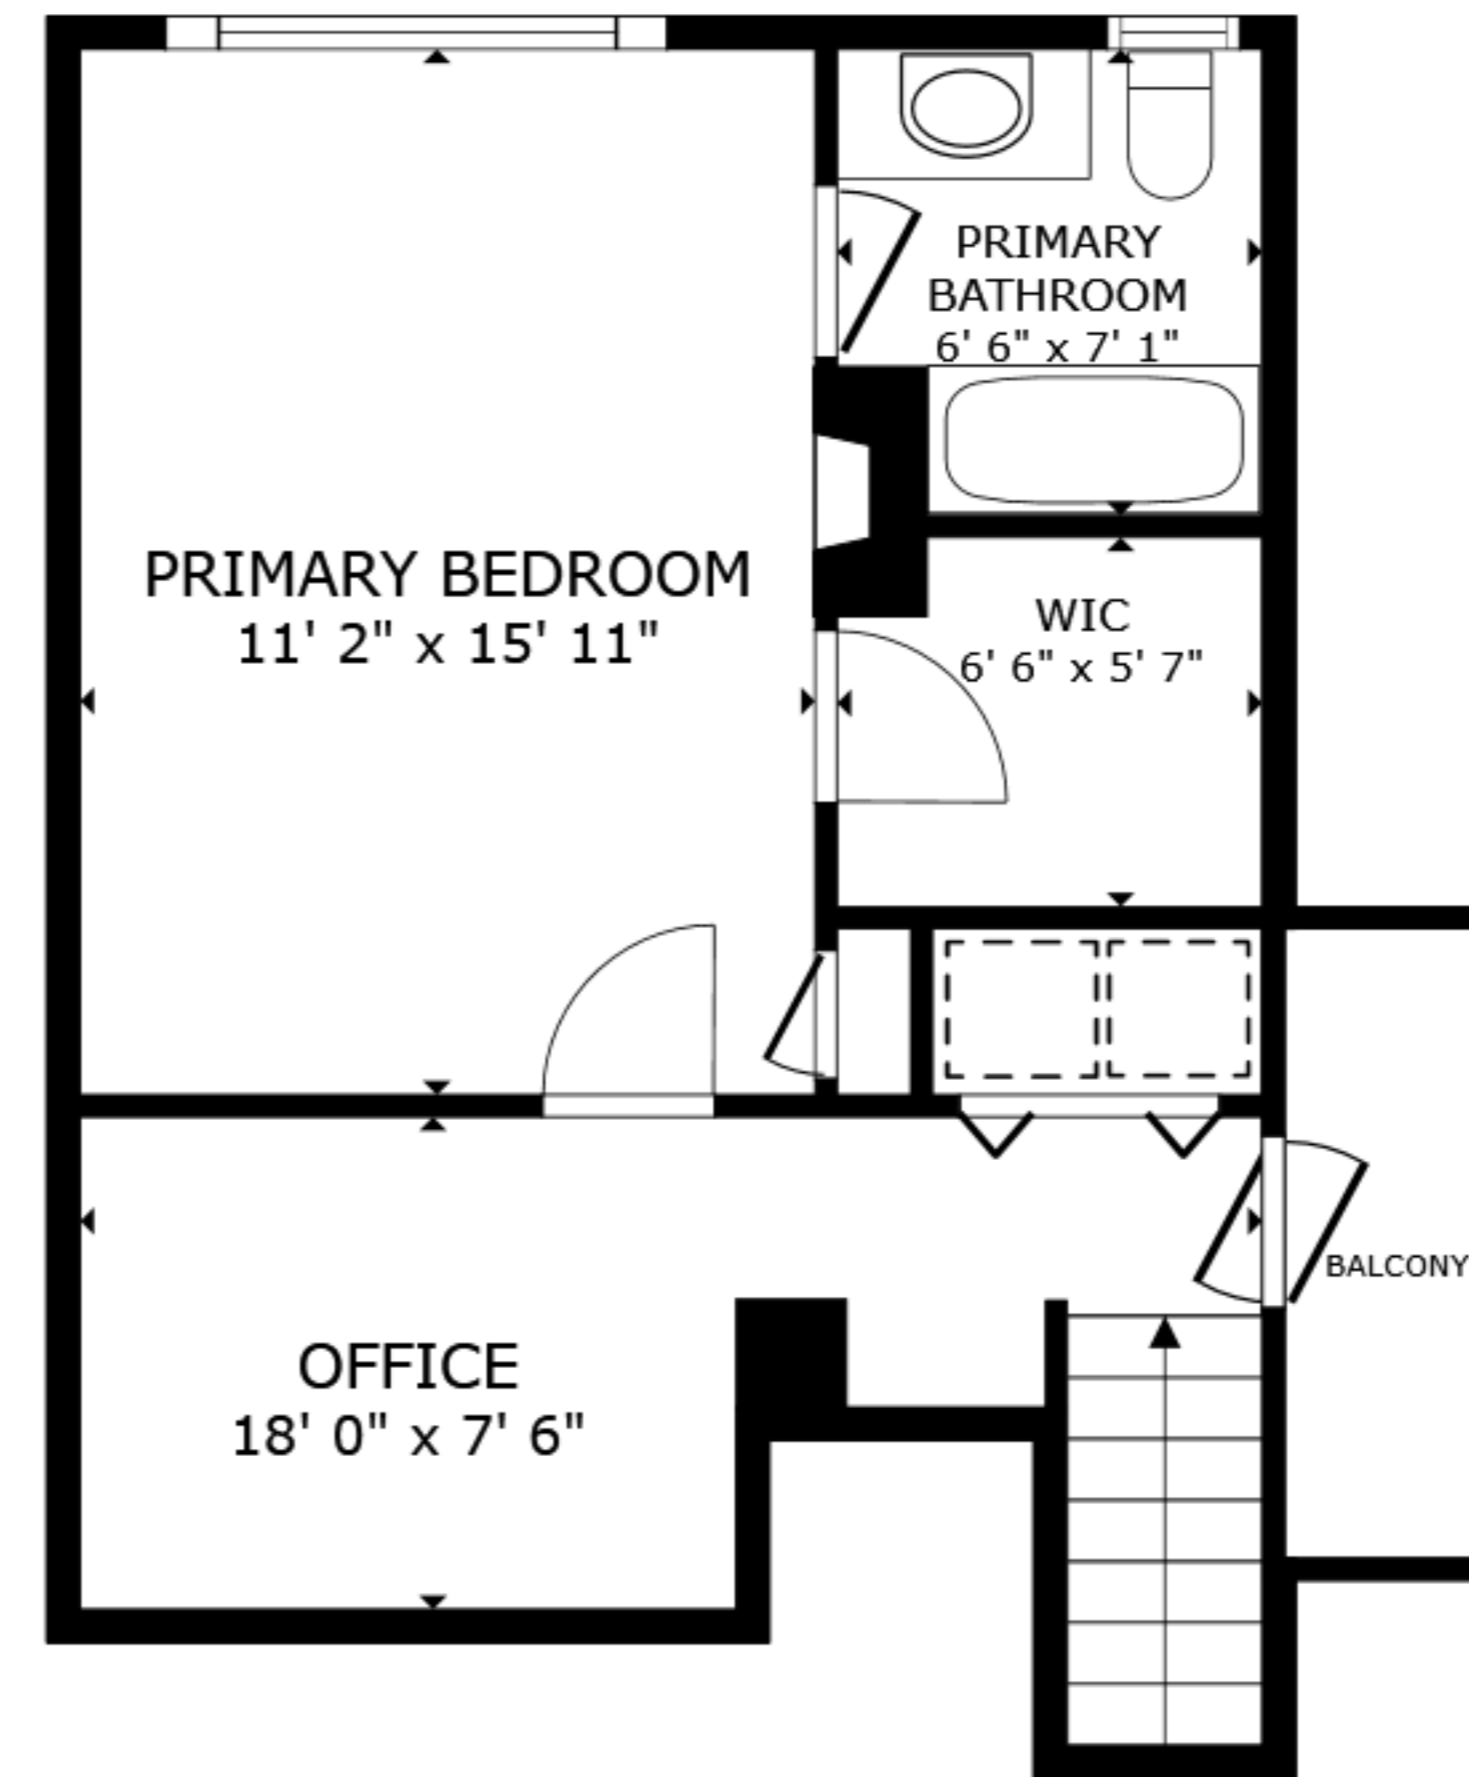 PRIMARY
BATHROOM
6' 6" x 7' 1"
PRIMARY BEDROOM
11' 2" x 15' 11"
WIC
6' 6" x 5' 7"
BALCONY
OFFICE
18' 0" x 7' 6"